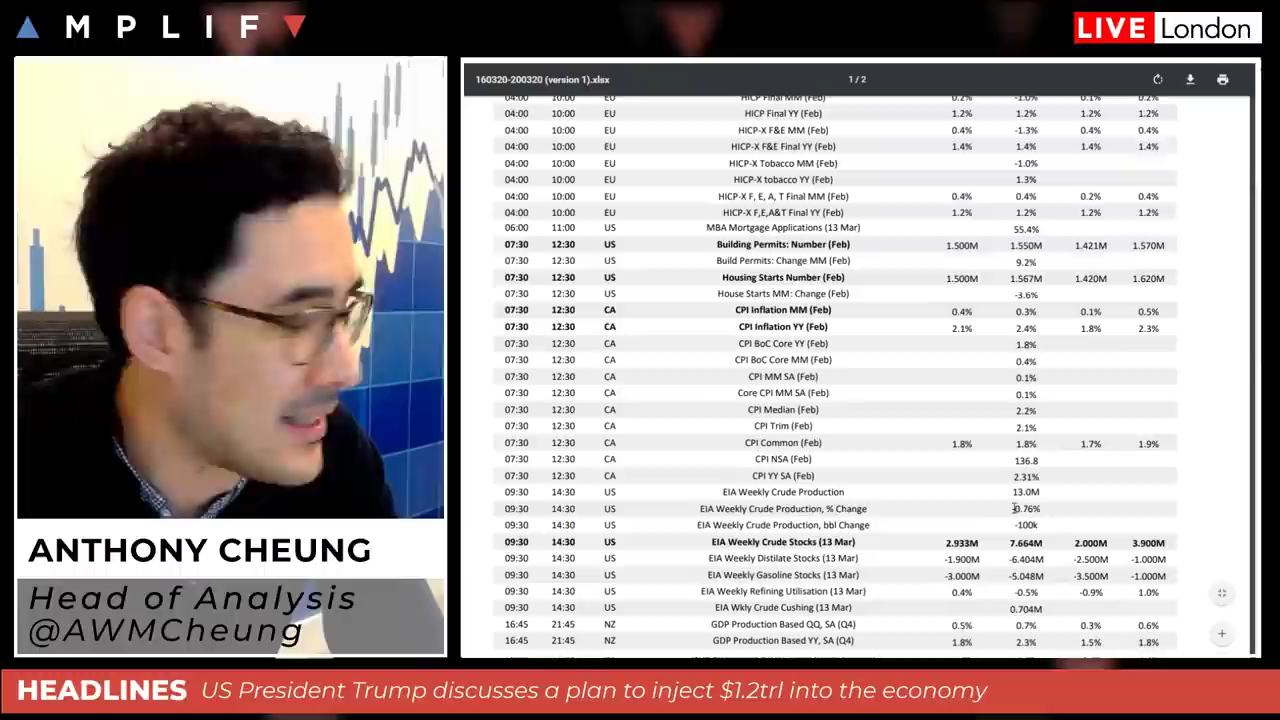 AMPLIF
LIVE London
160320-200320 (version 1).xlsx 1 / 2
04:00 10:00 EU HICP Final MM (Feb) 0.2% -1.0% 0.1% 0.2%
04:00 10:00 EU HICP Final YY (Feb) 1.2% 1.2% 1.2% 1.2%
04:00 10:00 EU HICP-X F&E MM (Feb) 0.4% -1.3% 0.4% 0.4%
04:00 10:00 EU HICP-X F&E Final YY (Feb) 1.4% 1.4% 1.4% 1.4%
04:00 10:00 EU HICP-X Tobacco MM (Feb) -1.0%
04:00 10:00 EU HICP-X tobacco YY (Feb) 1.3%
04:00 10:00 EU HICP-X F, E, A, T Final MM (Feb) 0.4% 0.4% 0.2% 0.4%
04:00 10:00 EU HICP-X F,E,A&T Final YY (Feb) 1.2% 1.2% 1.2% 1.2%
06:00 11:00 US MBA Mortgage Applications (13 Mar) 55.4%
07:30 12:30 US Building Permits: Number (Feb) 1.500M 1.550M 1.421M 1.570M
07:30 12:30 US Build Permits: Change MM (Feb) 9.2%
07:30 12:30 US Housing Starts Number (Feb) 1.500M 1.567M 1.420M 1.620M
07:30 12:30 US House Starts MM: Change (Feb) -3.6%
07:30 12:30 CA CPI Inflation MM (Feb) 0.4% 0.3% 0.1% 0.5%
07:30 12:30 CA CPI Inflation YY (Feb) 2.1% 2.4% 1.8% 2.3%
07:30 12:30 CA CPI BoC Core YY (Feb) 1.8%
07:30 12:30 CA CPI BoC Core MM (Feb) 0.4%
07:30 12:30 CA CPI MM SA (Feb) 0.1%
07:30 12:30 CA Core CPI MM SA (Feb) 0.1%
07:30 12:30 CA CPI Median (Feb) 2.2%
07:30 12:30 CA CPI Trim (Feb) 2.1%
07:30 12:30 CA CPI Common (Feb) 1.8% 1.8% 1.7% 1.9%
07:30 12:30 CA CPI NSA (Feb) 136.8
07:30 12:30 CA CPI YY SA (Feb) 2.31%
09:30 14:30 US EIA Weekly Crude Production 13.0M
09:30 14:30 US EIA Weekly Crude Production, % Change -0.76%
09:30 14:30 US EIA Weekly Crude Production, bbl Change -100k
09:30 14:30 US EIA Weekly Crude Stocks (13 Mar) 2.933M 7.664M 2.000M 3.900M
09:30 14:30 US EIA Weekly Distilate Stocks (13 Mar) -1.900M -6.404M -2.500M -1.000M
09:30 14:30 US EIA Weekly Gasoline Stocks (13 Mar) -3.000M -5.048M -3.500M -1.000M
09:30 14:30 US EIA Weekly Refining Utilisation (13 Mar) 0.4% -0.5% -0.9% 1.0%
09:30 14:30 US EIA Wkly Crude Cushing (13 Mar) 0.704M
16:45 21:45 NZ GDP Production Based QQ, SA (Q4) 0.5% 0.7% 0.3% 0.6%
16:45 21:45 NZ GDP Production Based YY, SA (Q4) 1.8% 2.3% 1.5% 1.8%
ANTHONY CHEUNG
Head of Analysis
@AWMCheung
HEADLINES US President Trump discusses a plan to inject $1.2trl into the economy